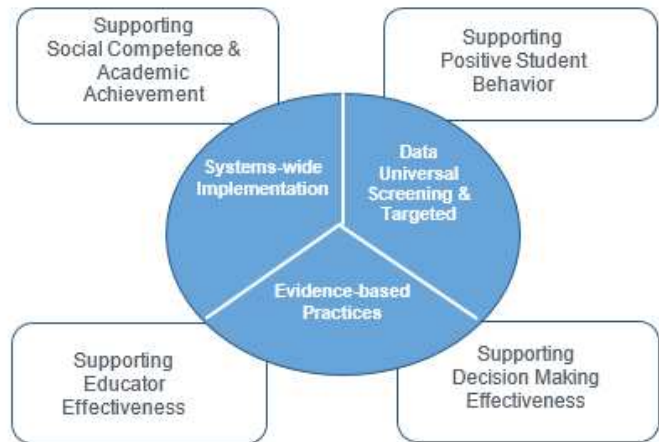 Supporting
Social Competence &
Academic
Achievement
Supporting
Positive Student
Behavior
Systems-wide
Implementation
Data
Universal
Screening &
Targeted
Evidence-based
Practices
Supporting
Educator
Effectiveness
Supporting
Decision Making
Effectiveness